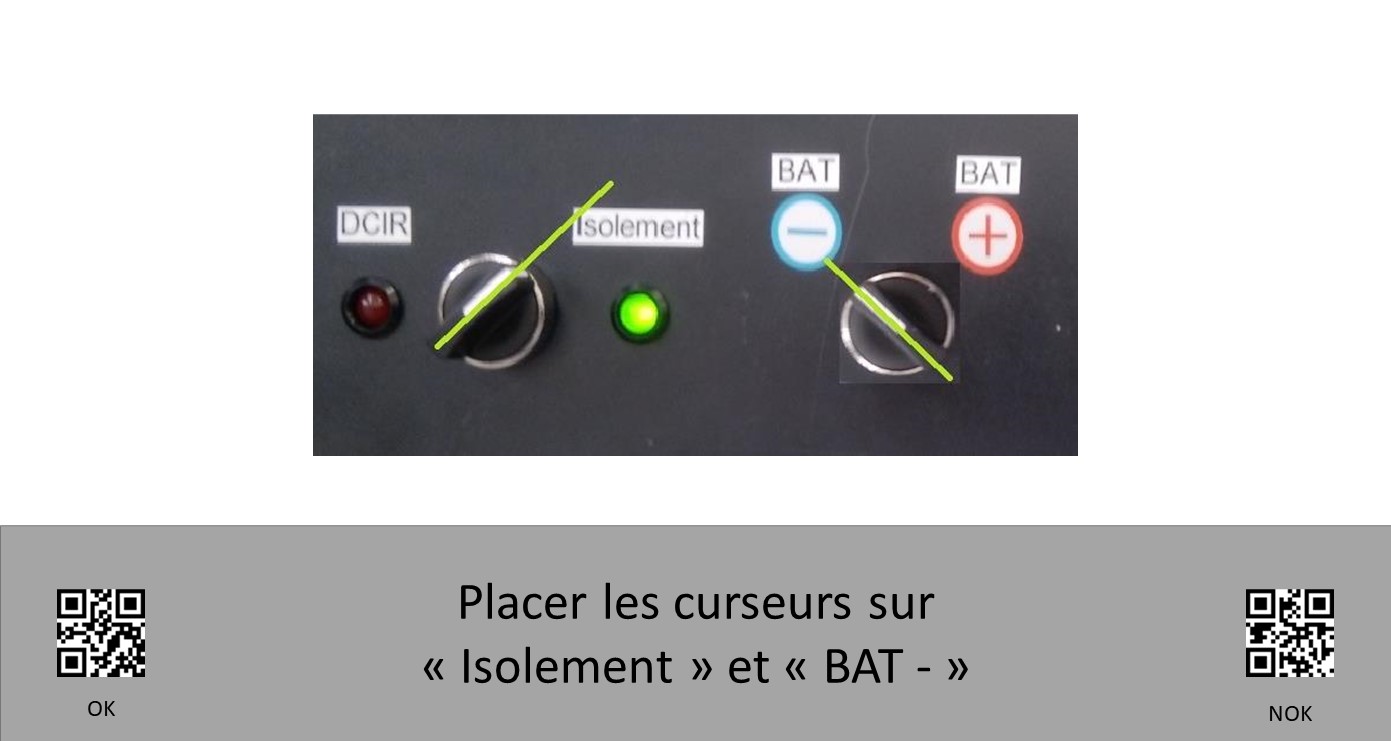 BAT
BAT
DCIR
Isolement
Placer les curseurs sur
« Isolement » et « BAT - »
OK
NOK